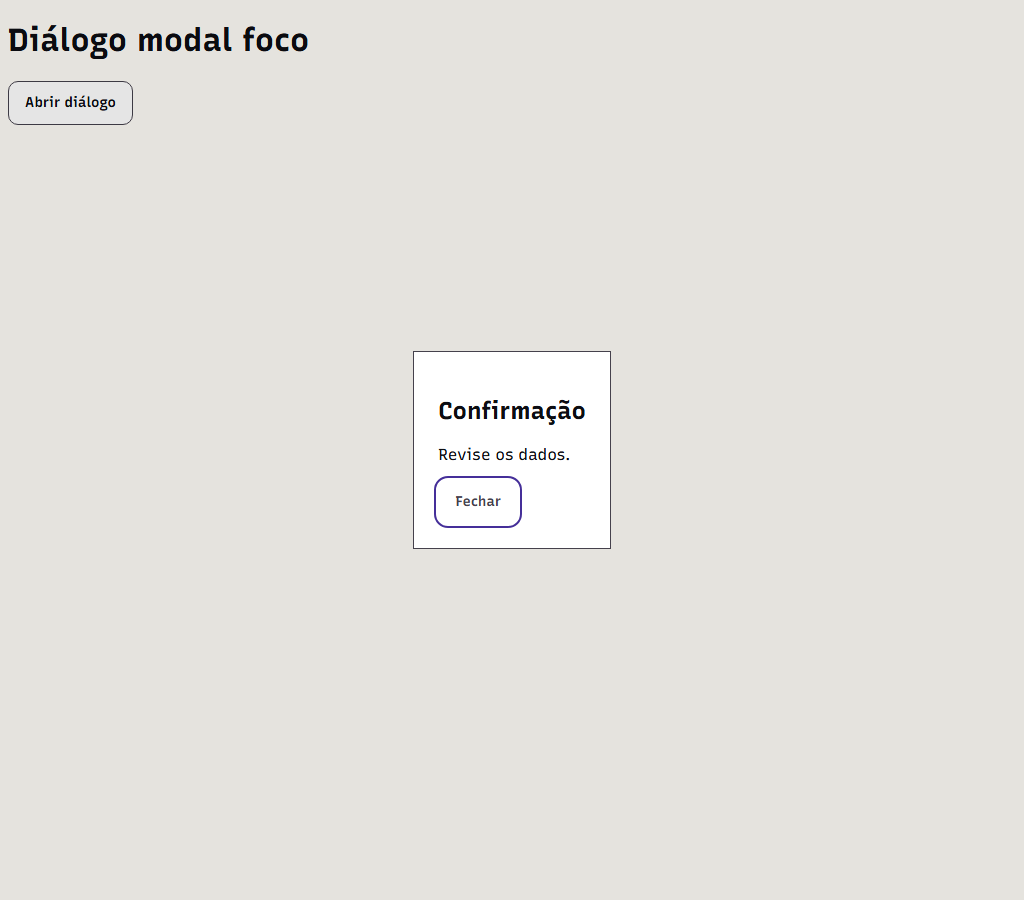 Diálogo modal foco
Abrir diálogo
Confirmação
Revise os dados.
Fechar